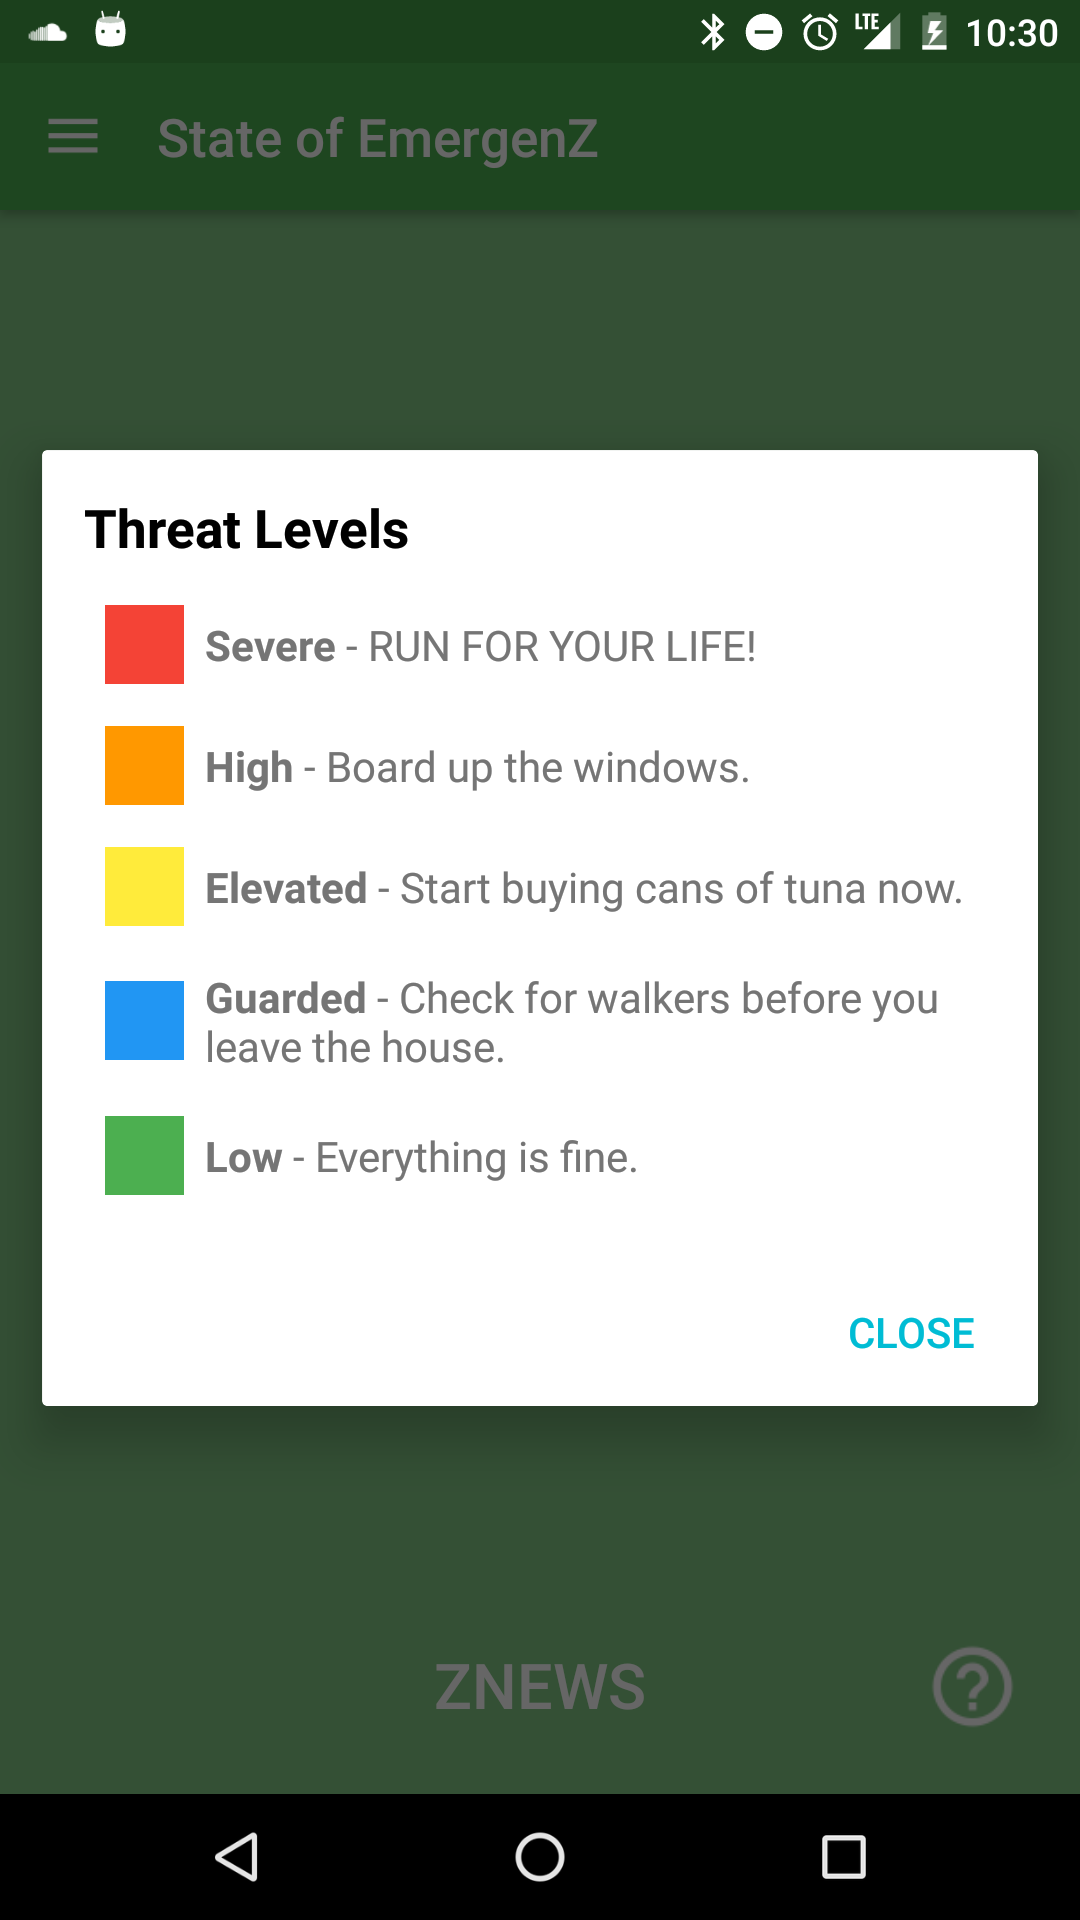 LTE 10:30
State of EmergenZ
Threat Levels
Severe - RUN FOR YOUR LIFE!
High - Board up the windows.
Elevated - Start buying cans of tuna now.
Guarded - Check for walkers before you
leave the house.
Low - Everything is fine.
CLOSE
ZNEWS